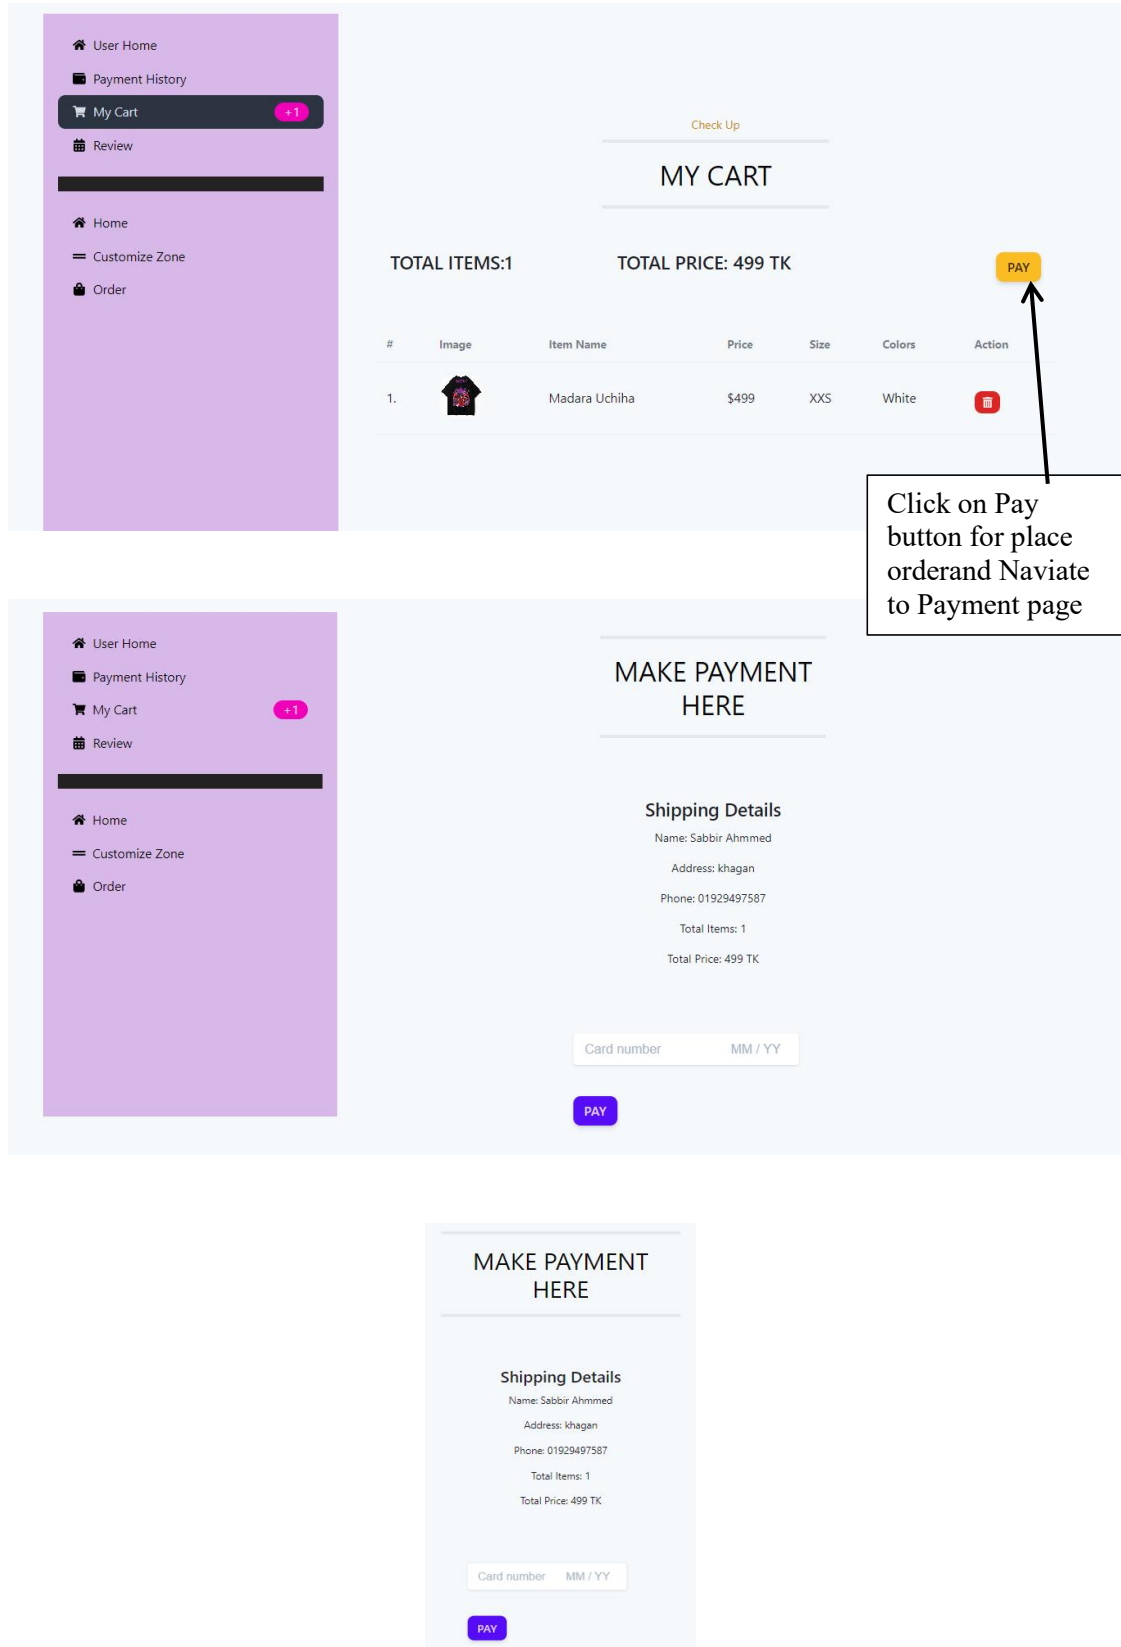 User Home
Payment History
My Cart +1
Review
Home
Customize Zone
Order
Check Up
MY CART
TOTAL ITEMS:1 TOTAL PRICE: 499 TK PAY
# Image Item Name Price Size Colors Action
1. Madara Uchiha $499 XXS White
Click on Pay
button for place
orderand Naviate
to Payment page
User Home
Payment History
My Cart +1
Review
Home
Customize Zone
Order
MAKE PAYMENT
HERE
Shipping Details
Name: Sabbir Ahmmed
Address: khagan
Phone: 01929497587
Total Items: 1
Total Price: 499 TK
Card number MM / YY
PAY
MAKE PAYMENT
HERE
Shipping Details
Name: Sabbir Ahmmed
Address: khagan
Phone: 01929497587
Total Items: 1
Total Price: 499 TK
Card number MM / YY
PAY